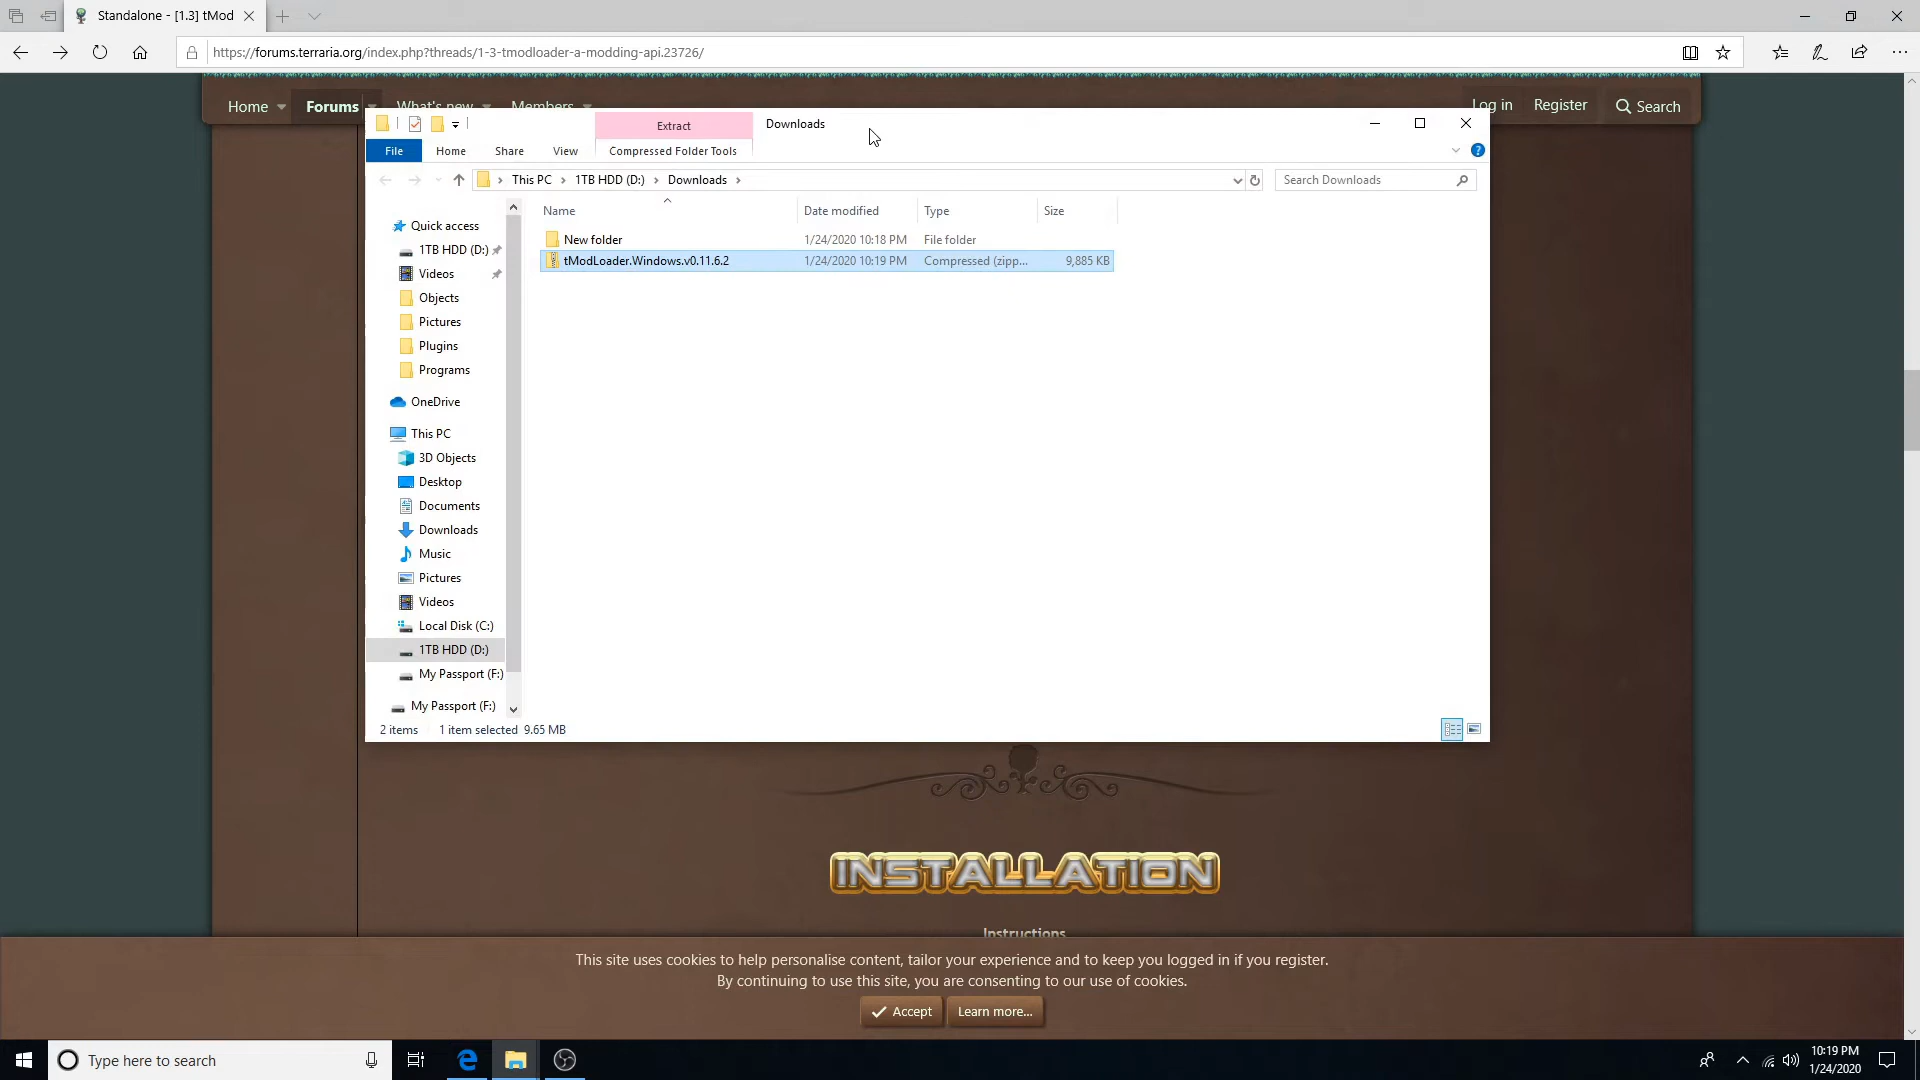 Standalone - [1.3] tMod
https://forums.terraria.org/index.php?threads/1-3-tmodloader-a-modding-api.23726/
Home Forums What's new Members Log in Register Search
Extract Downloads
File Home Share View Compressed Folder Tools
This PC 1TB HDD (D:) Downloads Search Downloads
Name Date modified Type Size
New folder 1/24/2020 10:18 PM File folder
tModLoader.Windows.v0.11.6.2 1/24/2020 10:19 PM Compressed (zipp... 9,885 KB
Quick access
1TB HDD (D:)
Videos
Objects
Pictures
Plugins
Programs
OneDrive
This PC
3D Objects
Desktop
Documents
Downloads
Music
Pictures
Videos
Local Disk (C:)
1TB HDD (D:)
My Passport (F:)
My Passport (F:)
2 items 1 item selected 9.65 MB
INSTALLATION
Instructions
This site uses cookies to help personalise content, tailor your experience and to keep you logged in if you register.
By continuing to use this site, you are consenting to our use of cookies.
Accept Learn more...
Type here to search
10:19 PM
1/24/2020